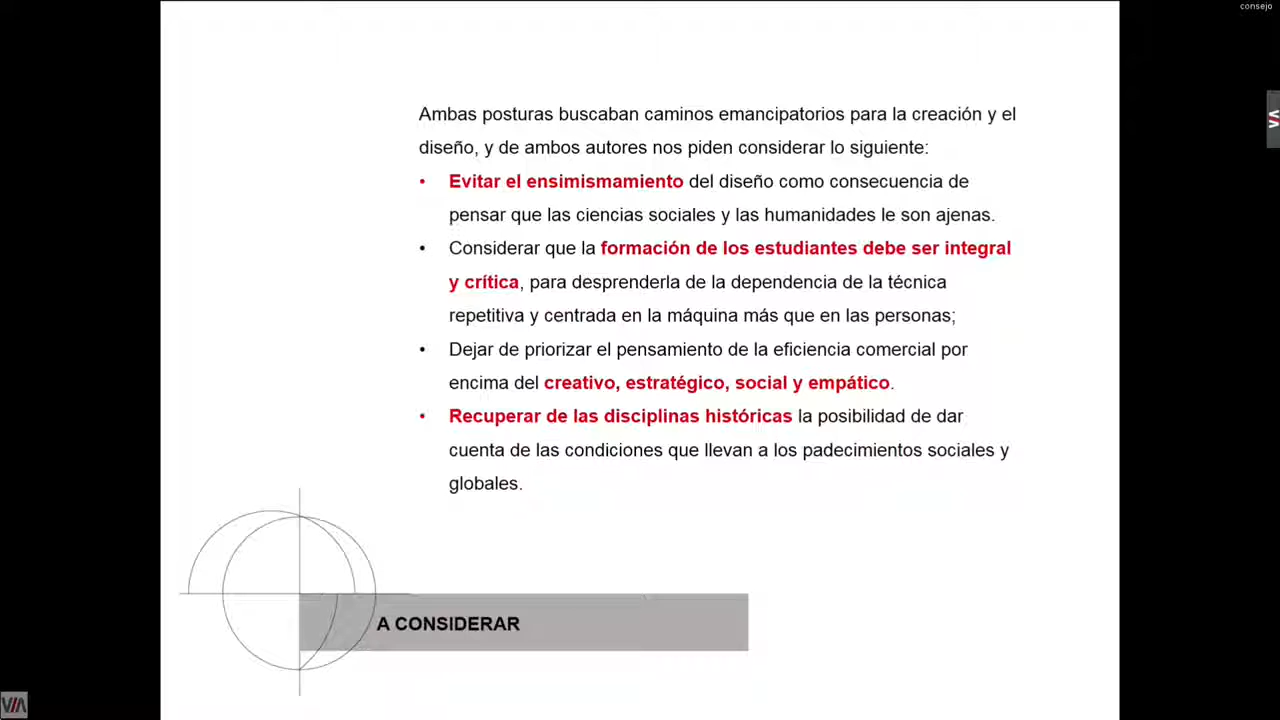 consejo
Ambas posturas buscaban caminos emancipatorios para la creación y el
diseño, y de ambos autores nos piden considerar lo siguiente:
• Evitar el ensimismamiento del diseño como consecuencia de
pensar que las ciencias sociales y las humanidades le son ajenas.
• Considerar que la formación de los estudiantes debe ser integral
y crítica, para desprenderla de la dependencia de la técnica
repetitiva y centrada en la máquina más que en las personas;
• Dejar de priorizar el pensamiento de la eficiencia comercial por
encima del creativo, estratégico, social y empático.
• Recuperar de las disciplinas históricas la posibilidad de dar
cuenta de las condiciones que llevan a los padecimientos sociales y
globales.
A CONSIDERAR